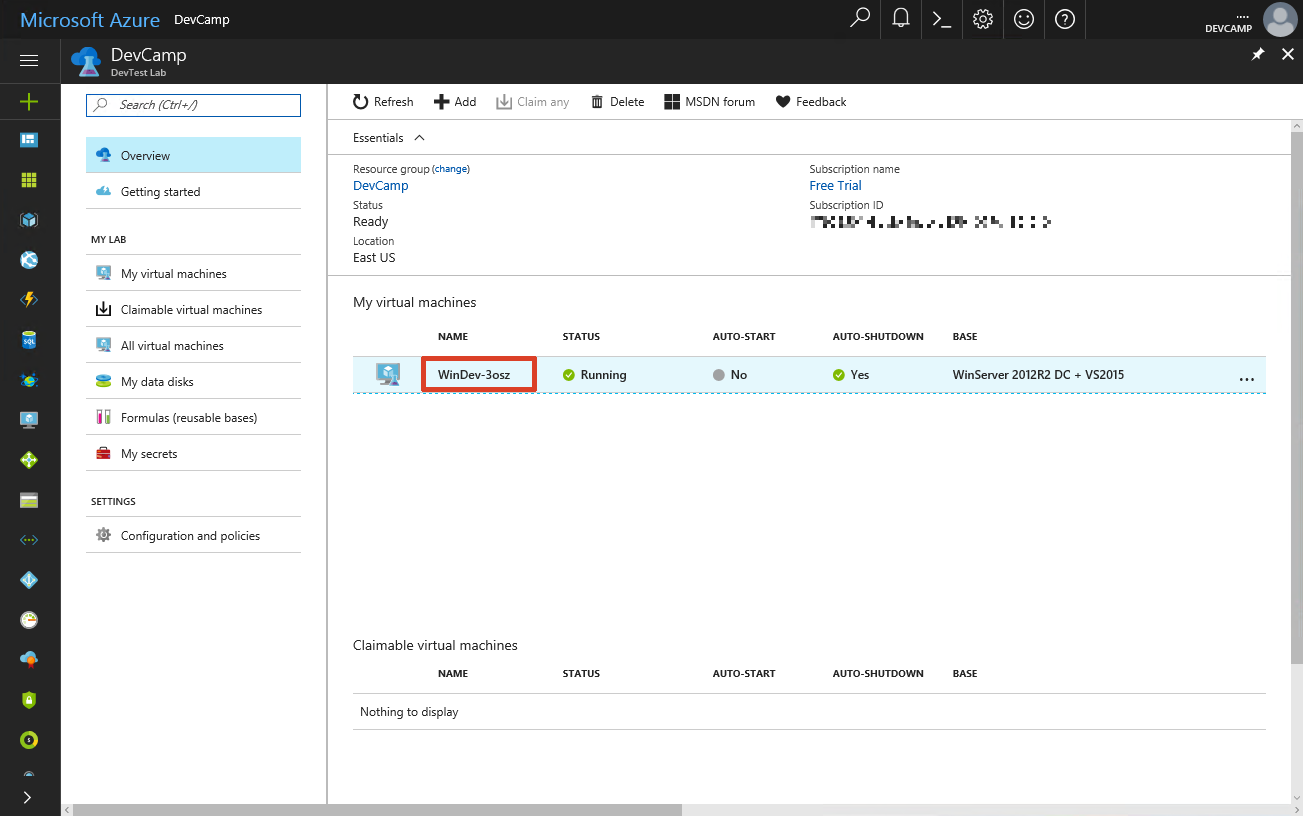 Microsoft Azure DevCamp
....
DEVCAMP
DevCamp
DevTest Lab
Search (Ctrl+/)
Overview
Getting started
MY LAB
My virtual machines
Claimable virtual machines
All virtual machines
My data disks
Formulas (reusable bases)
My secrets
SETTINGS
Configuration and policies
Refresh Add Claim any Delete MSDN forum Feedback
Essentials
Resource group (change)
DevCamp
Status
Ready
Location
East US
Subscription name
Free Trial
Subscription ID
My virtual machines
NAME STATUS AUTO-START AUTO-SHUTDOWN BASE
WinDev-3osz Running No Yes WinServer 2012R2 DC + VS2015 ...
Claimable virtual machines
NAME STATUS AUTO-START AUTO-SHUTDOWN BASE
Nothing to display